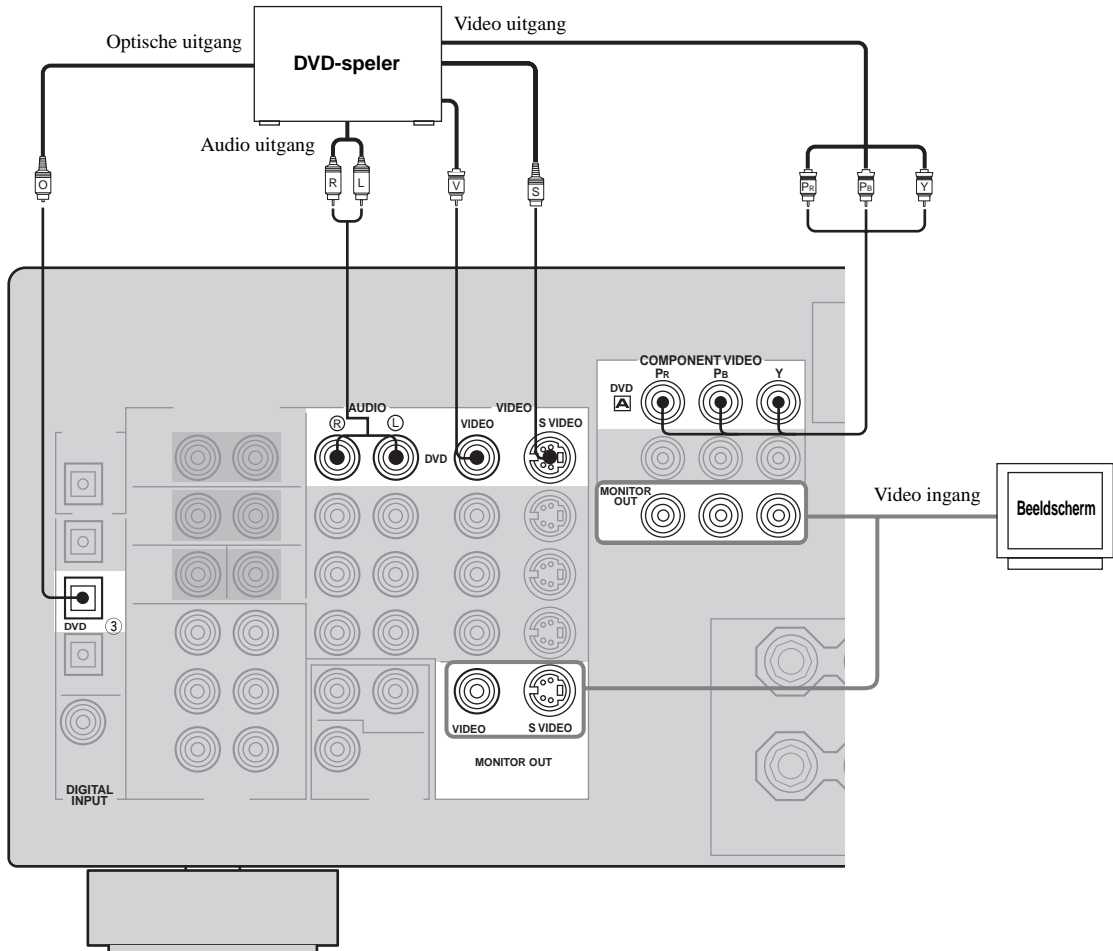 Video uitgang
Optische uitgang
DVD-speler
Audio uitgang
O
R
L
V
S
PR
PB
Y
COMPONENT VIDEO
PR
PB
Y
DVD
A
AUDIO
VIDEO
R
L
VIDEO
S VIDEO
DVD
MONITOR
OUT
Video ingang
Beeldscherm
DVD
3
VIDEO
S VIDEO
MONITOR OUT
DIGITAL
INPUT